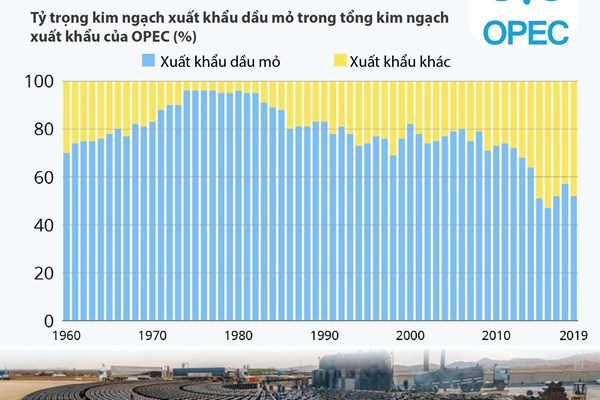 Tỷ trọng kim ngạch xuất khẩu dầu mỏ trong tổng kim ngạch
xuất khẩu của OPEC (%)
OPEC
Xuất khẩu dầu mỏ
Xuất khẩu khác
100
80
60
40
20
0
1960
1970
1980
1990
2000
2010
2019